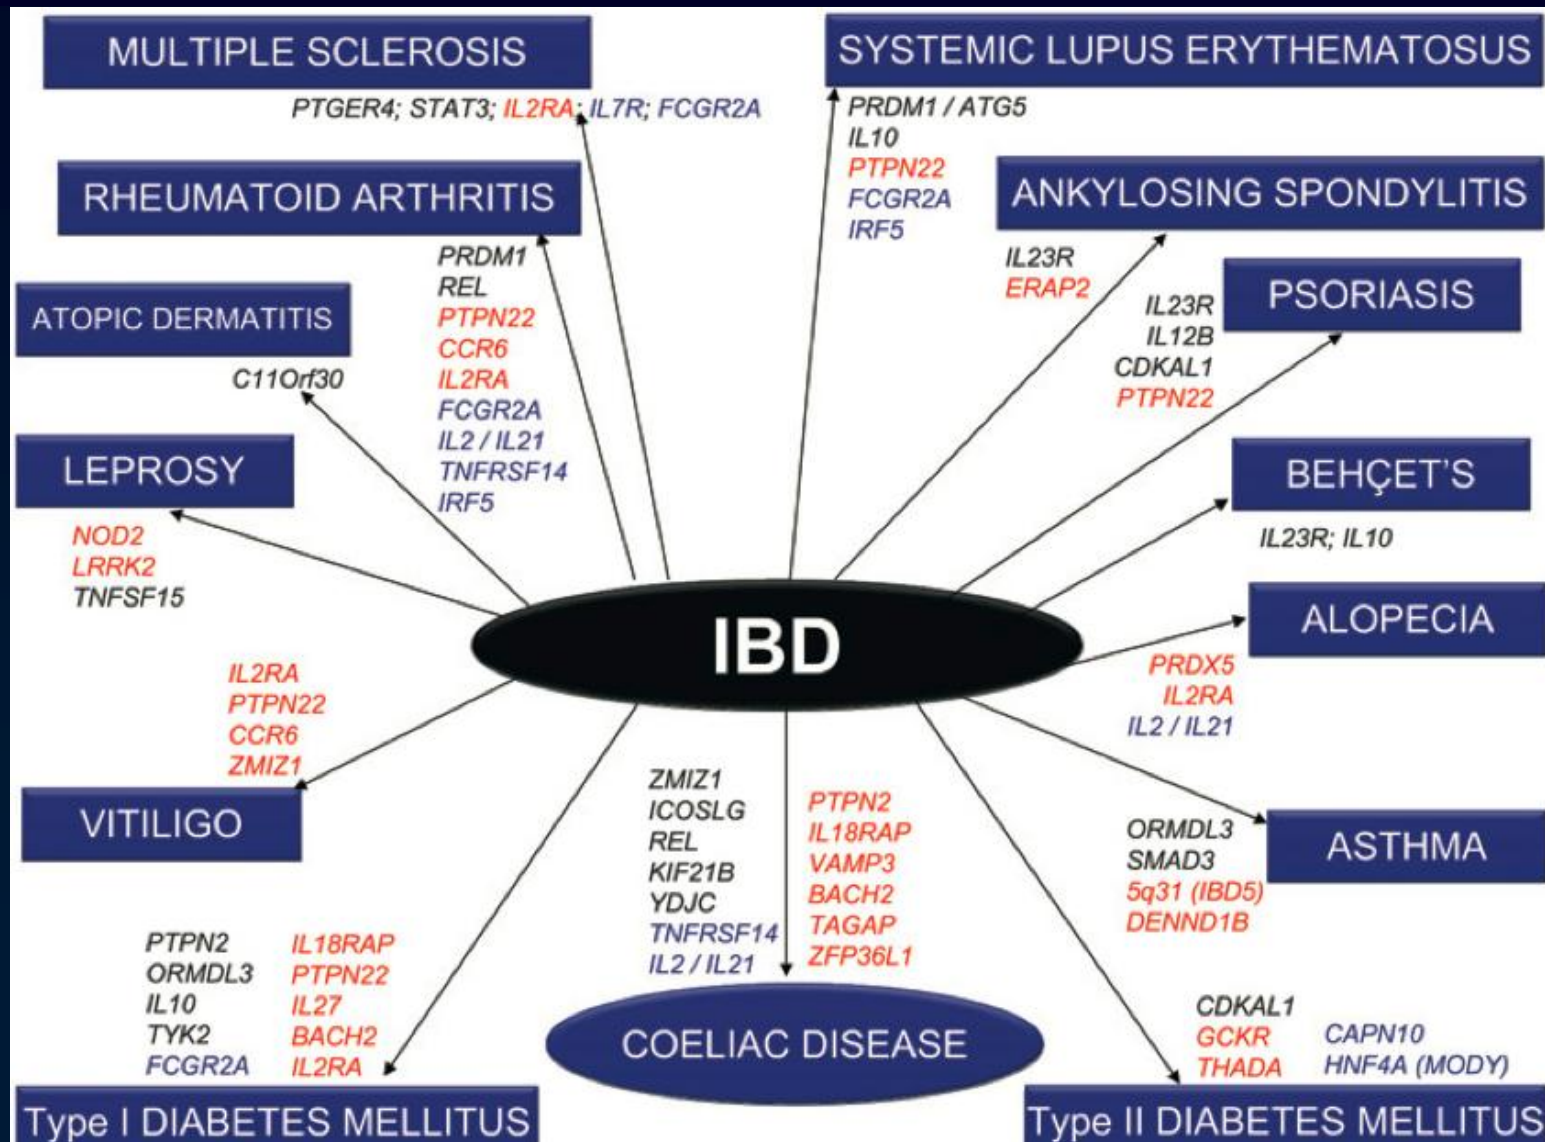 MULTIPLE SCLEROSIS
PTGER4; STAT3; IL2RA; IL7R; FCGR2A
SYSTEMIC LUPUS ERYTHEMATOSUS
PRDM1 / ATG5
IL10
PTPN22
FCGR2A
IRF5
RHEUMATOID ARTHRITIS
PRDM1
REL
PTPN22
CCR6
IL2RA
FCGR2A
IL2 / IL21
TNFRSF14
IRF5
ANKYLOSING SPONDYLITIS
IL23R
ERAP2
ATOPIC DERMATITIS
C11Orf30
PSORIASIS
IL23R
IL12B
CDKAL1
PTPN22
LEPROSY
NOD2
LRRK2
TNFSF15
BEHÇET'S
IL23R; IL10
IBD
ALOPECIA
PRDX5
IL2RA
IL2 / IL21
IL2RA
PTPN22
CCR6
ZMIZ1
VITILIGO
ZMIZ1
ICOSLG
REL
KIF21B
YDJC
TNFRSF14
IL2 / IL21
PTPN2
IL18RAP
VAMP3
BACH2
TAGAP
ZFP36L1
COELIAC DISEASE
ASTHMA
ORMDL3
SMAD3
5q31 (IBD5)
DENND1B
PTPN2
ORMDL3
IL10
TYK2
FCGR2A
IL18RAP
PTPN22
IL27
BACH2
IL2RA
Type I DIABETES MELLITUS
CDKAL1
GCKR
THADA
CAPN10
HNF4A (MODY)
Type II DIABETES MELLITUS